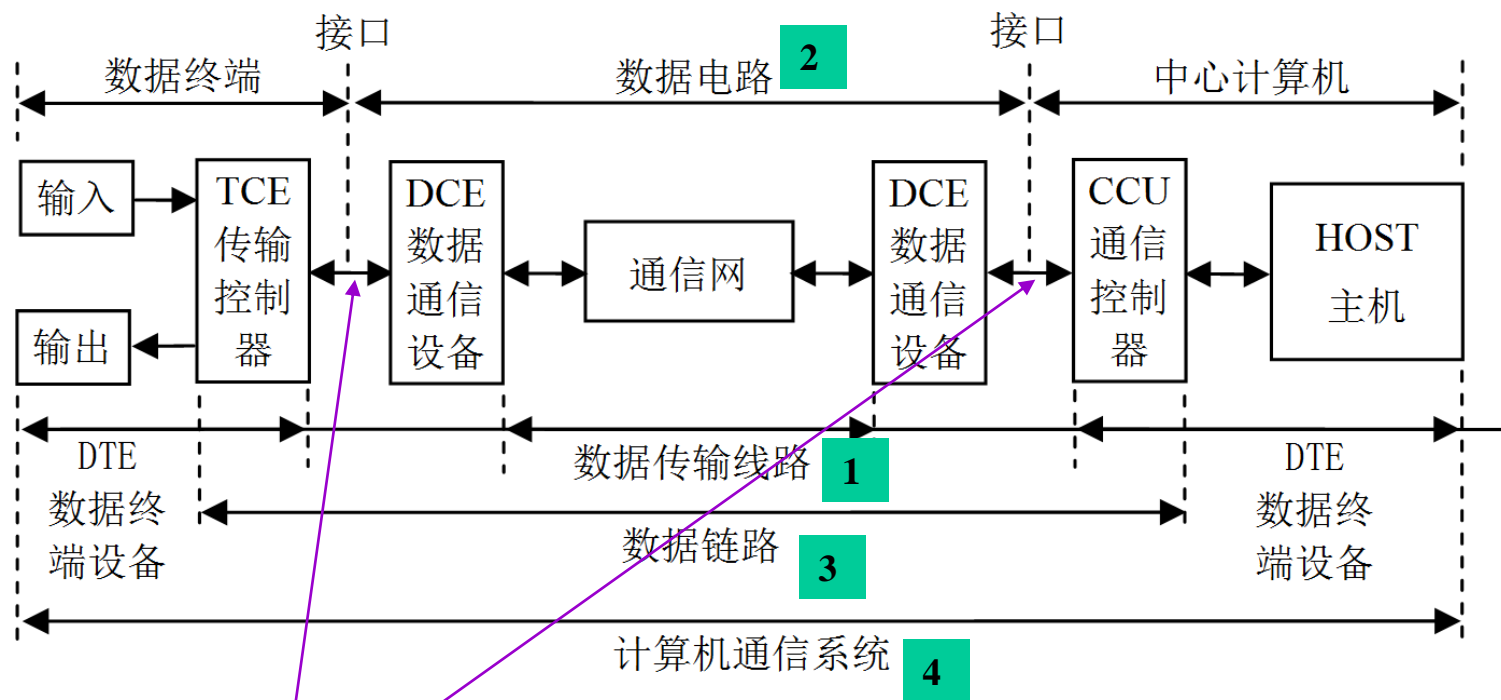 接口
接口
数据终端
数据电路 2
中心计算机
输入
输出
TCE
传输
控制
器
DCE
数据
通信
设备
通信网
DCE
数据
通信
设备
CCU
通信
控制
器
HOST
主机
DTE
数据终
端设备
数据传输线路 1
DTE
数据终
端设备
数据链路 3
计算机通信系统 4